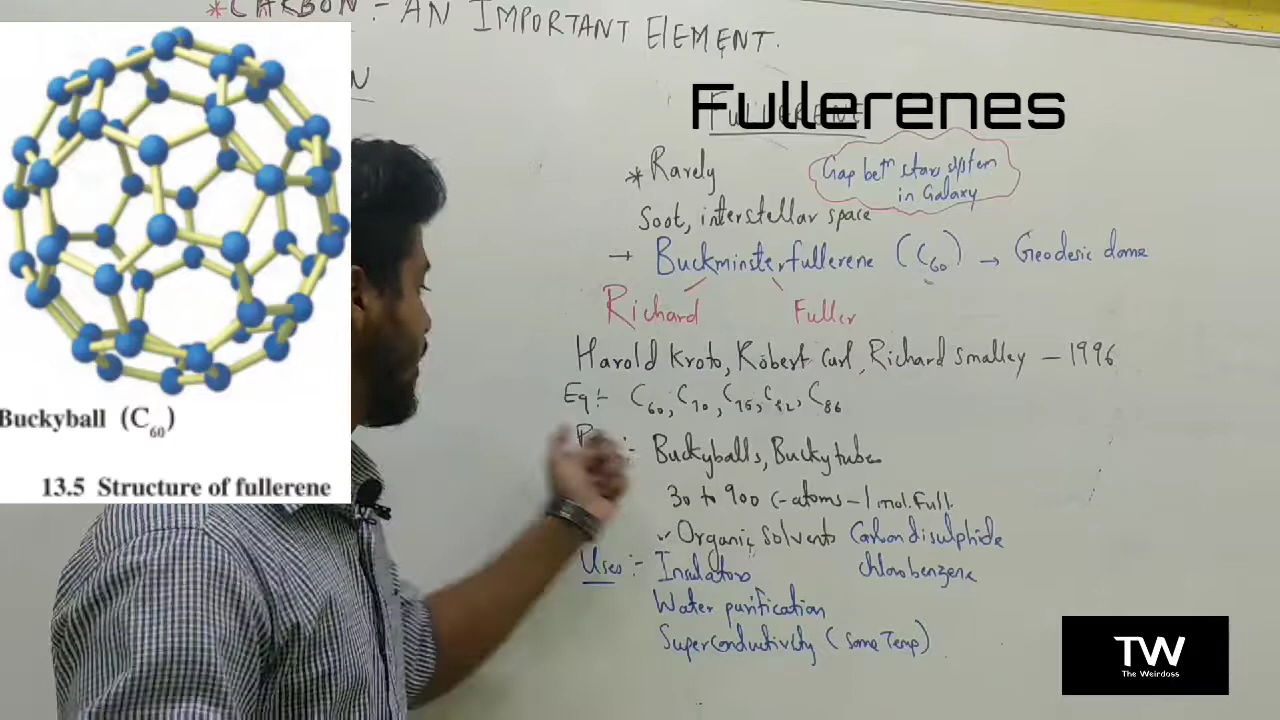 *CARBON :- AN IMPORTANT ELEMENT.
N
Fullerenes
FULLERENE
*Rarely
Gap betn star system
in Galaxy
Soot, interstellar space
→ Buckminsterfullerene (C60) → Geodesic dome
Richard Fuller
Harold Kroto, Robert Curl, Richard Smalley – 1996
Eg :- C60, C70, C76, C82, C86
:- Buckyballs, Buckytubes
30 to 900 C-atoms – 1 mol. Full.
✓ Organic Solvents Carbon disulphide
chlorobenzene
Uses :- Insulators
Water purification
Superconductivity (Some Temp)
Buckyball (C60)
13.5 Structure of fullerene
TW
The Weirdoss